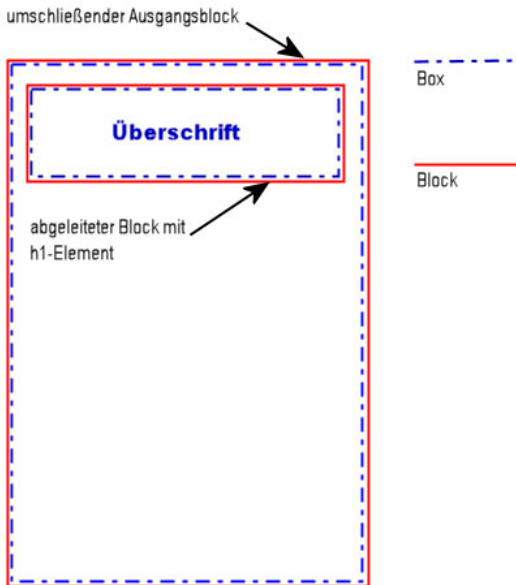 umschließender Ausgangsblock
Box
Überschrift
Block
abgeleiteter Block mit
h1-Element